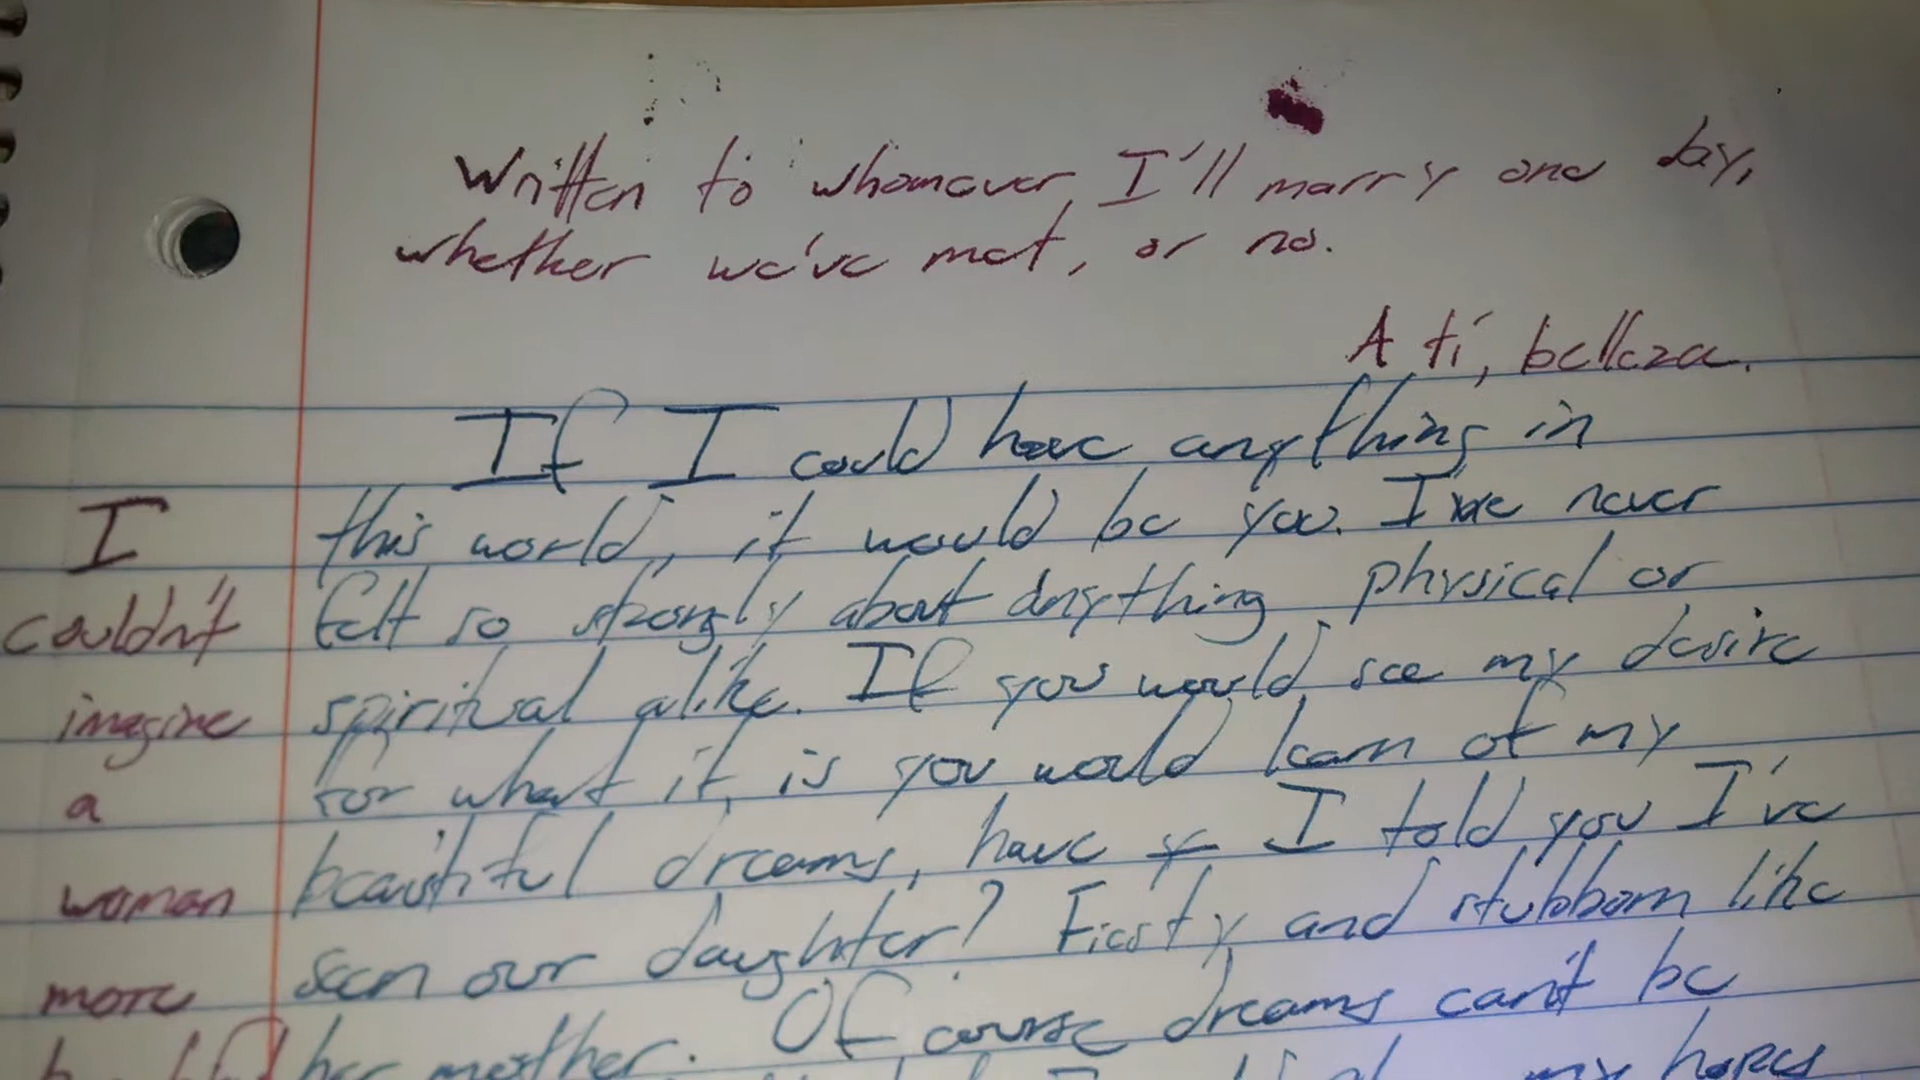 Written to whomever I'll marry one day,
whether we've met, or no.
A ti, belleza.
If I could have anything in
this world, it would be you. I've never
felt so strongly about anything physical or
spiritual alike. If you would see my desire
for what it is you would learn of my
beautiful dreams, have I told you I've
seen our daughter? Fiesty and stubborn like
her mother. Of course dreams can't be
my hopes
I
couldn't
imagine
a
woman
more